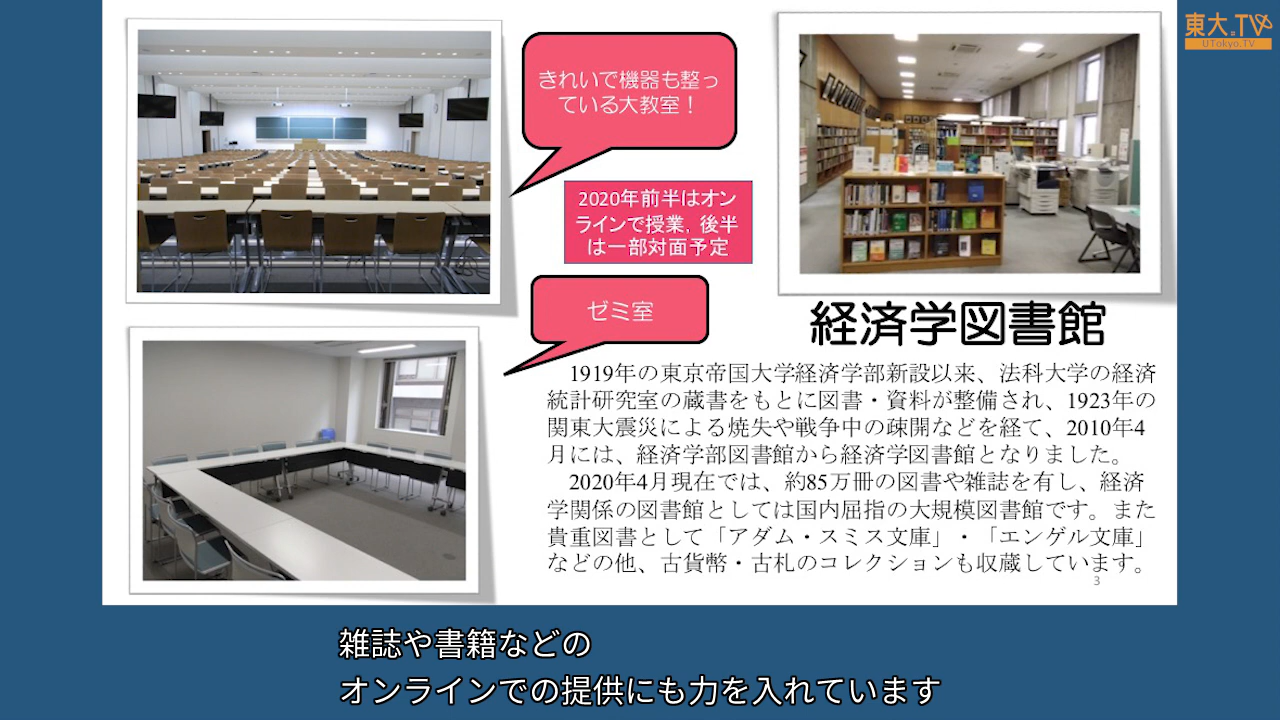 東大.TV
UTokyo.TV
きれいで機器も整っ
ている大教室！
2020年前半はオン
ラインで授業，後半
は一部対面予定
ゼミ室
経済学図書館
1919年の東京帝国大学経済学部新設以来、法科大学の経済
統計研究室の蔵書をもとに図書・資料が整備され、1923年の
関東大震災による焼失や戦争中の疎開などを経て、2010年4
月には、経済学部図書館から経済学図書館となりました。
2020年4月現在では、約85万冊の図書や雑誌を有し、経済
学関係の図書館としては国内屈指の大規模図書館です。また
貴重図書として「アダム・スミス文庫」・「エンゲル文庫」
などの他、古貨幣・古札のコレクションも収蔵しています。
3
雑誌や書籍などの
オンラインでの提供にも力を入れています